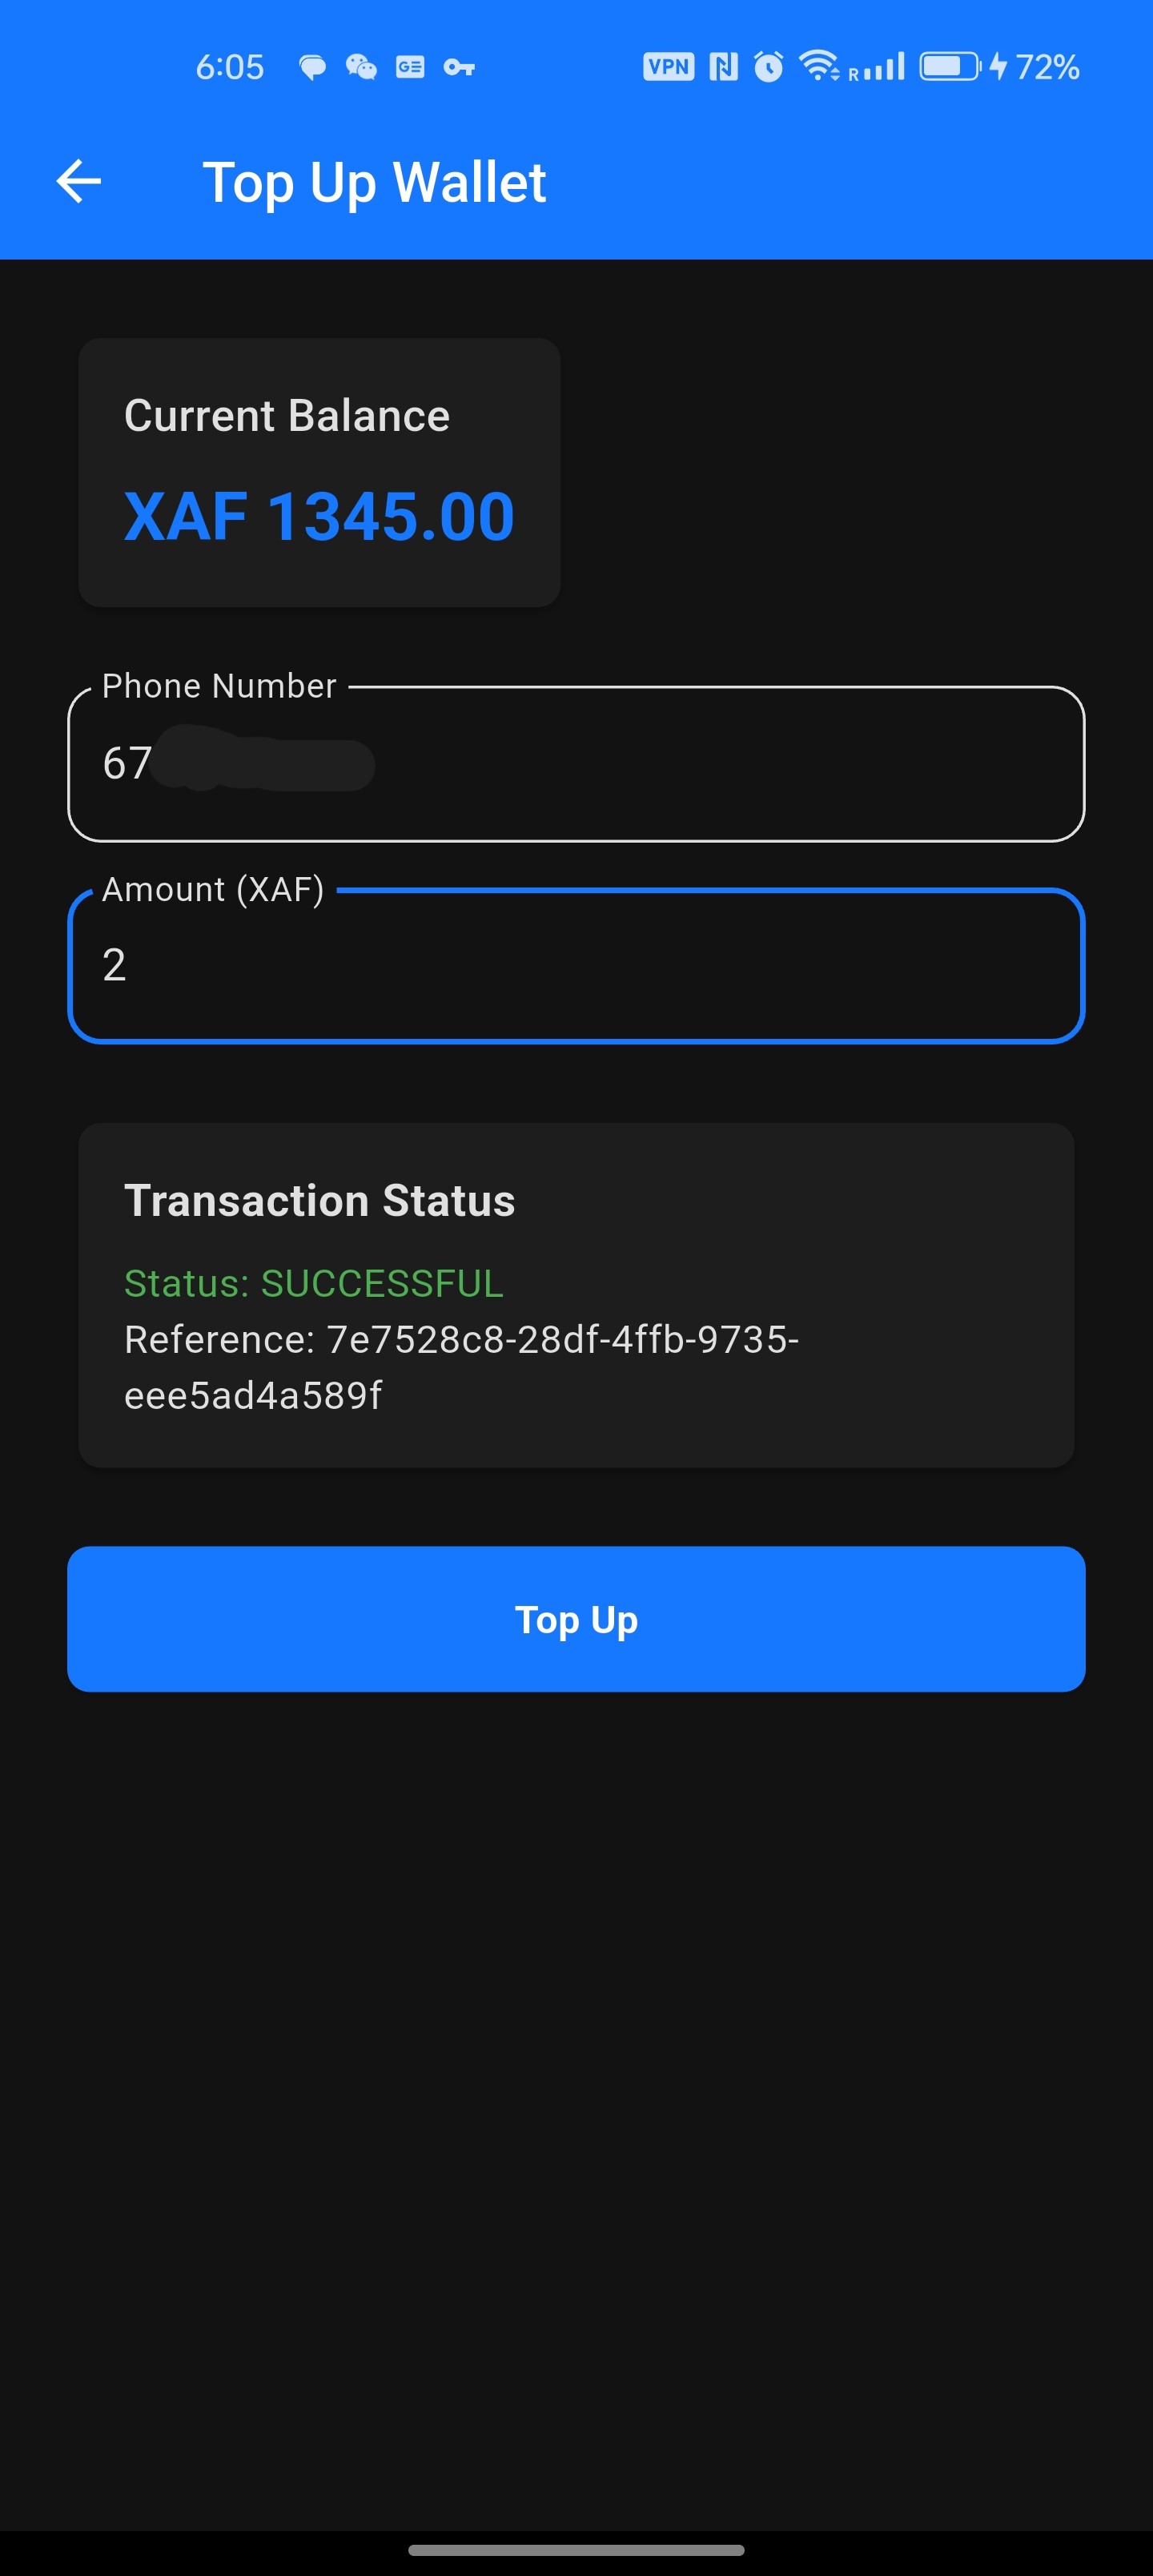 6:05 GE VPN N R 72%
Top Up Wallet
Current Balance
XAF 1345.00
Phone Number
67
Amount (XAF)
2
Transaction Status
Status: SUCCESSFUL
Reference: 7e7528c8-28df-4ffb-9735-
eee5ad4a589f
Top Up